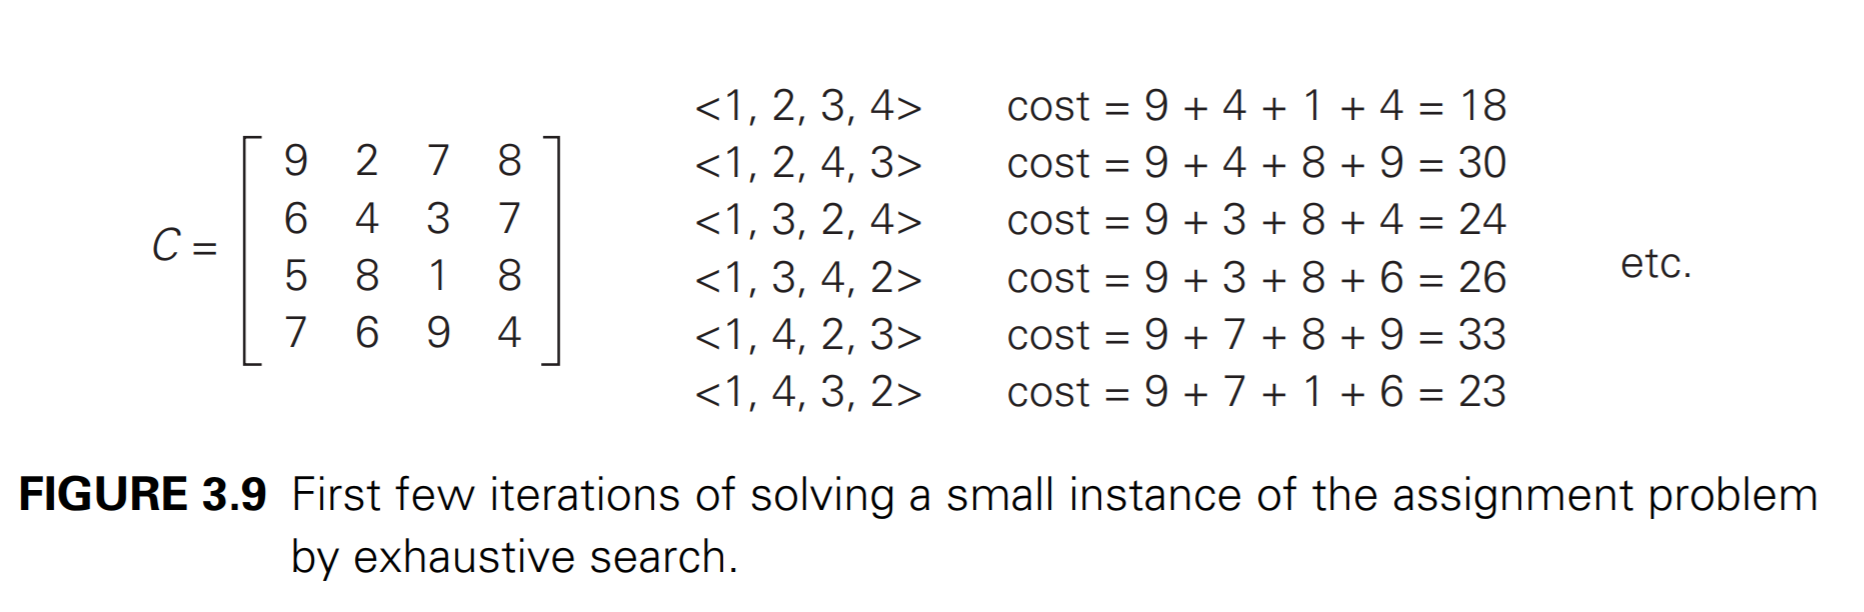 <1, 2, 3, 4> cost = 9 + 4 + 1 + 4 = 18
9 2 7 8
<1, 2, 4, 3> cost = 9 + 4 + 8 + 9 = 30
6 4 3 7
<1, 3, 2, 4> cost = 9 + 3 + 8 + 4 = 24
C =
etc.
5 8 1 8
<1, 3, 4, 2> cost = 9 + 3 + 8 + 6 = 26
7 6 9 4
<1, 4, 2, 3> cost = 9 + 7 + 8 + 9 = 33
<1, 4, 3, 2> cost = 9 + 7 + 1 + 6 = 23
FIGURE 3.9 First few iterations of solving a small instance of the assignment problem
by exhaustive search.